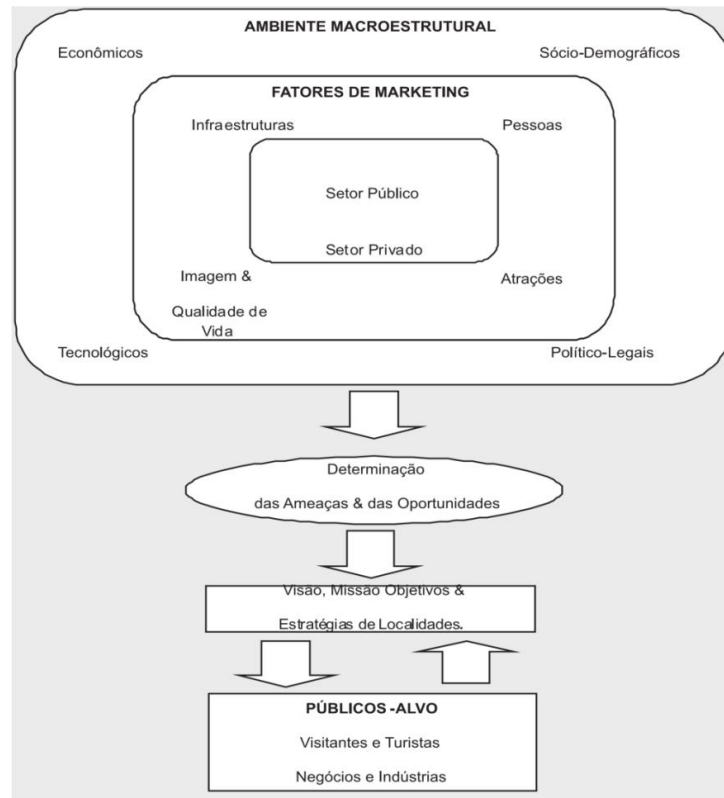 AMBIENTE MACROESTRUTURAL
Econômicos
Sócio-Demográficos
FATORES DE MARKETING
Infraestruturas
Pessoas
Setor Público
Setor Privado
Imagem &
Atrações
Qualidade de
Vida
Tecnológicos
Político-Legais
Determinação
das Ameaças & das Oportunidades
Visão, Missão Objetivos &
Estratégias de Localidades.
PÚBLICOS -ALVO
Visitantes e Turistas
Negócios e Indústrias